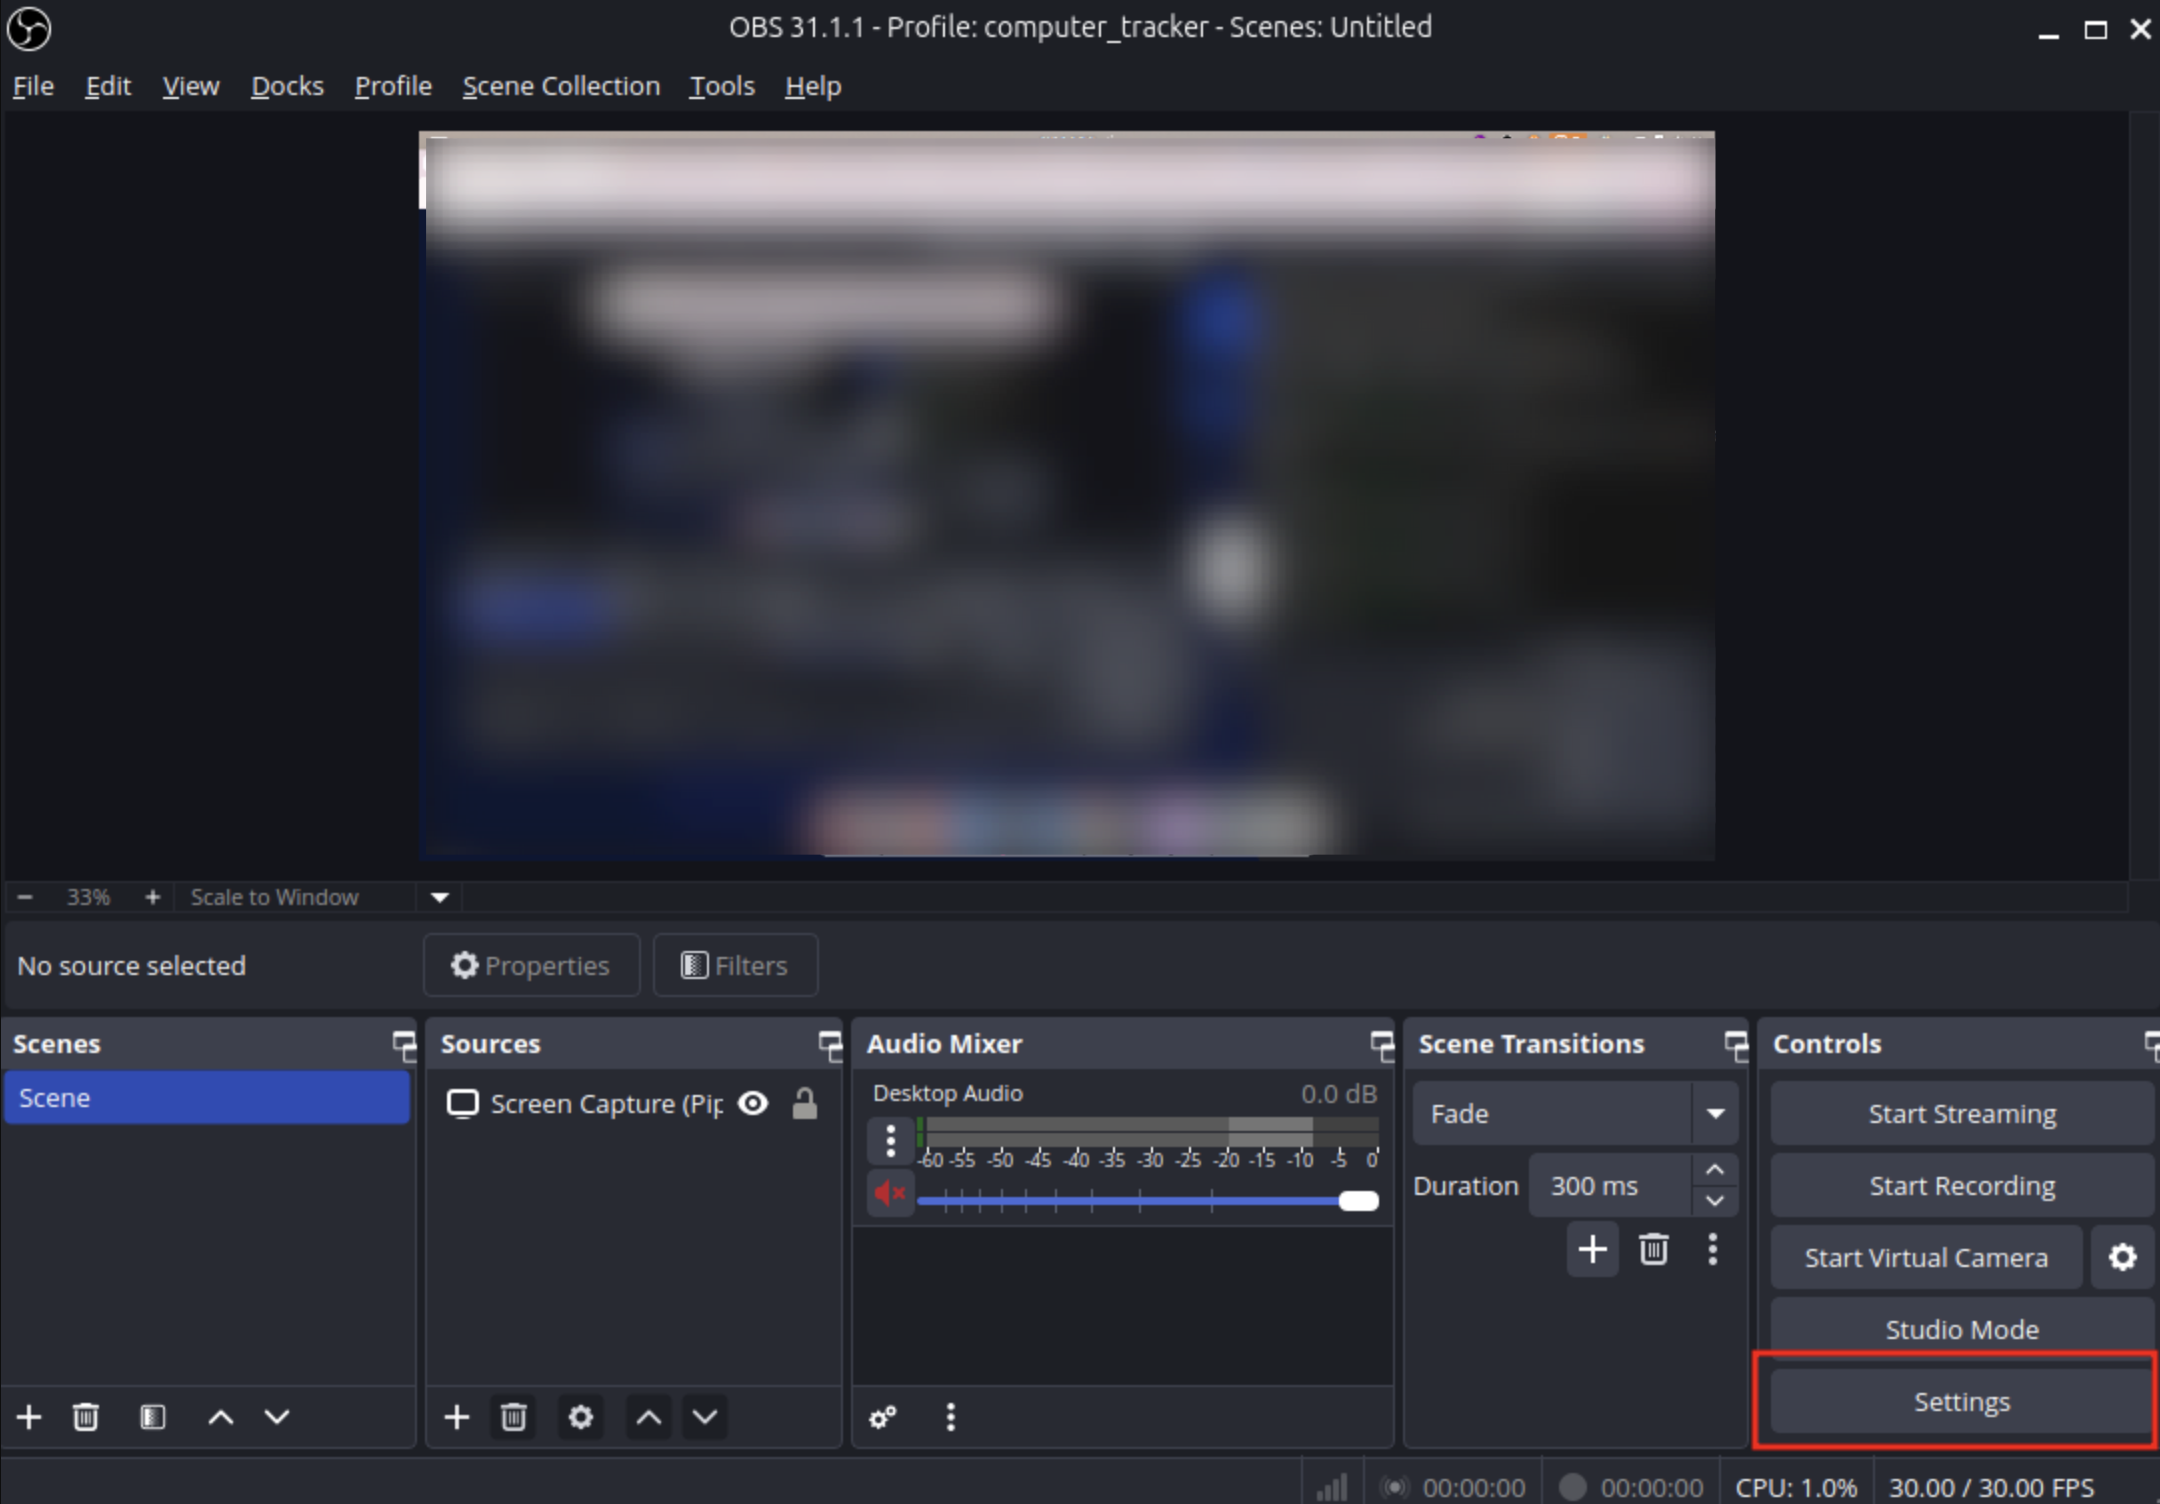 OBS 31.1.1 - Profile: computer_tracker - Scenes: Untitled
File Edit View Docks Profile Scene Collection Tools Help
33% Scale to Window
No source selected Properties Filters
Scenes
Scene
Sources
Screen Capture (Pip
Audio Mixer
Desktop Audio 0.0 dB
-60 -55 -50 -45 -40 -35 -30 -25 -20 -15 -10 -5 0
Scene Transitions
Fade
Duration 300 ms
Controls
Start Streaming
Start Recording
Start Virtual Camera
Studio Mode
Settings
00:00:00 00:00:00 CPU: 1.0% 30.00 / 30.00 FPS